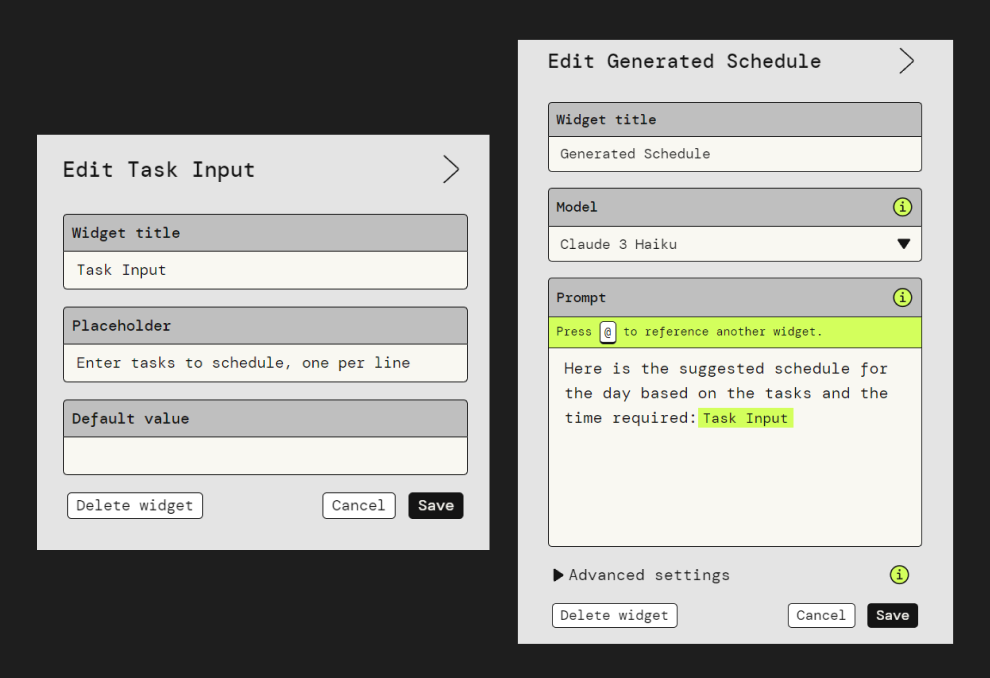 Edit Task Input
Widget title
Task Input
Placeholder
Enter tasks to schedule, one per line
Default value
Delete widget
Cancel
Save
Edit Generated Schedule
Widget title
Generated Schedule
Model
i
Claude 3 Haiku
Prompt
i
Press @ to reference another widget.
Here is the suggested schedule for
the day based on the tasks and the
time required: Task Input
Advanced settings
i
Delete widget
Cancel
Save